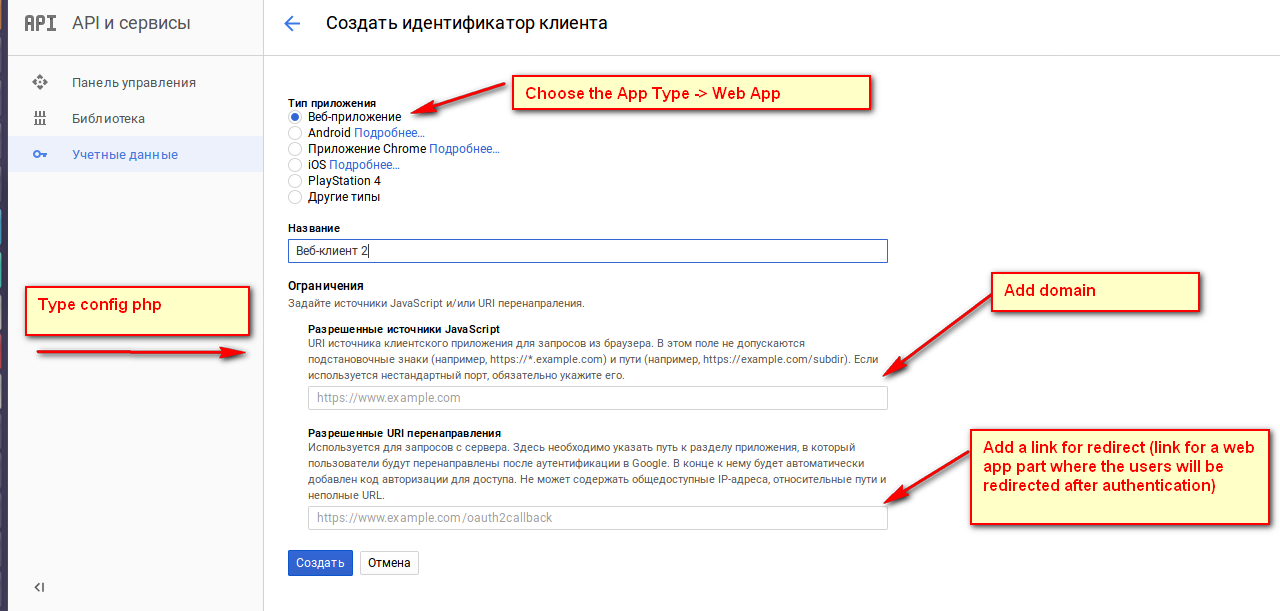 API API и сервисы
Создать идентификатор клиента
Панель управления
Библиотека
Учетные данные
Тип приложения
Веб-приложение
Android Подробнее…
Приложение Chrome Подробнее…
iOS Подробнее…
PlayStation 4
Другие типы
Choose the App Type -> Web App
Название
Веб-клиент 2
Ограничения
Задайте источники JavaScript и/или URI перенапраления.
Type config php
Add domain
Разрешенные источники JavaScript
URI источника клиентского приложения для запросов из браузера. В этом поле не допускаются
подстановочные знаки (например, https://*.example.com) и пути (например, https://example.com/subdir). Если
используется нестандартный порт, обязательно укажите его.
https://www.example.com
Разрешенные URI перенаправления
Используется для запросов с сервера. Здесь необходимо указать путь к разделу приложения, в который
пользователи будут перенаправлены после аутентификации в Google. В конце к нему будет автоматически
добавлен код авторизации для доступа. Не может содержать общедоступные IP-адреса, относительные пути и
неполные URL.
https://www.example.com/oauth2callback
Add a link for redirect (link for a web
app part where the users will be
redirected after authentication)
Создать
Отмена